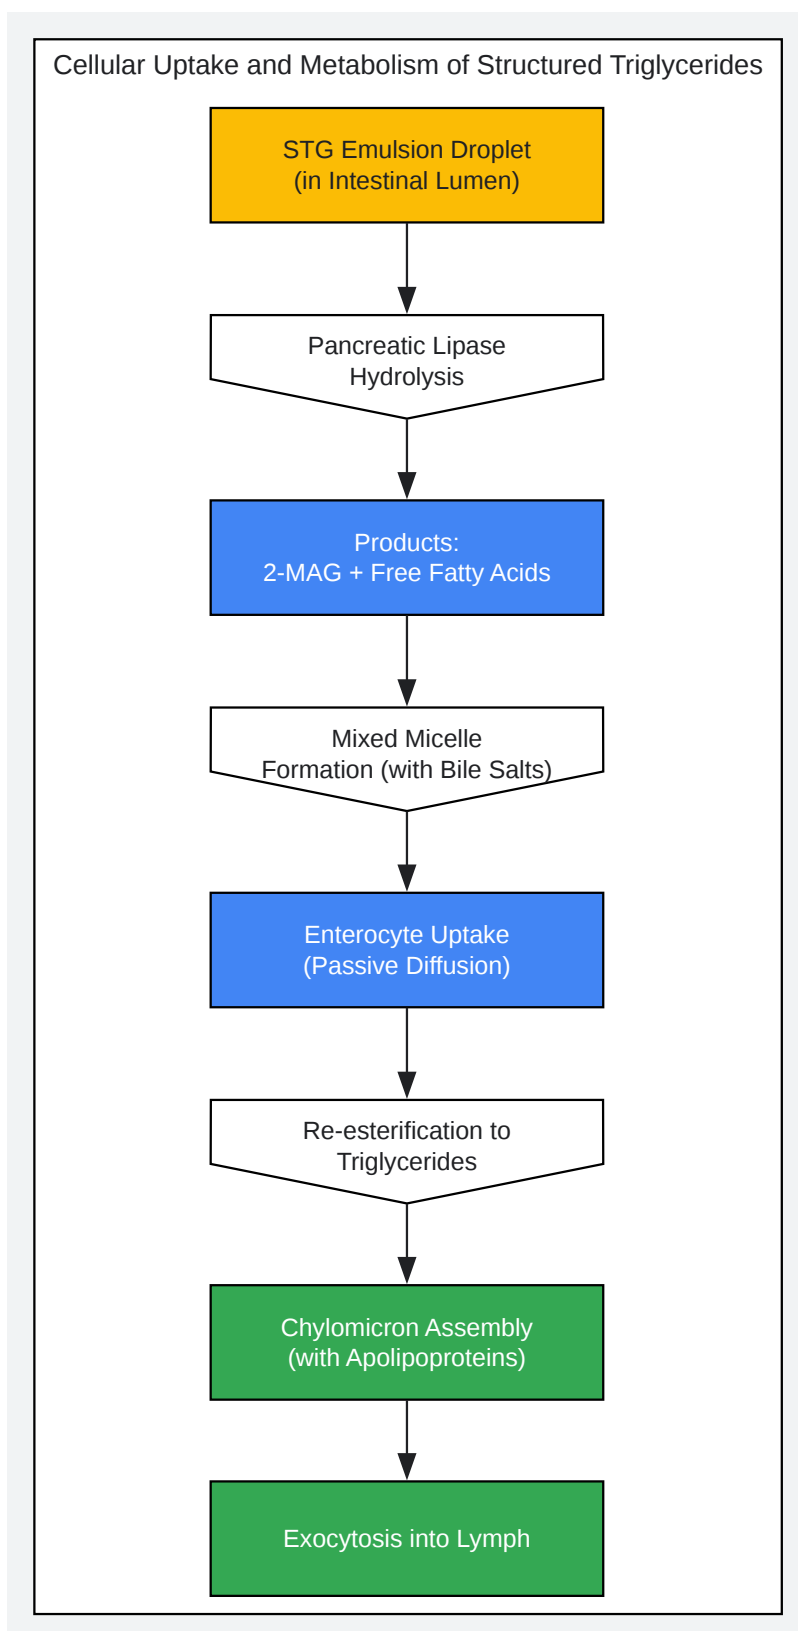 Cellular Uptake and Metabolism of Structured Triglycerides
STG Emulsion Droplet
(in Intestinal Lumen)
Pancreatic Lipase
Hydrolysis
Products:
2-MAG + Free Fatty Acids
Mixed Micelle
Formation (with Bile Salts)
Enterocyte Uptake
(Passive Diffusion)
Re-esterification to
Triglycerides
Chylomicron Assembly
(with Apolipoproteins)
Exocytosis into Lymph